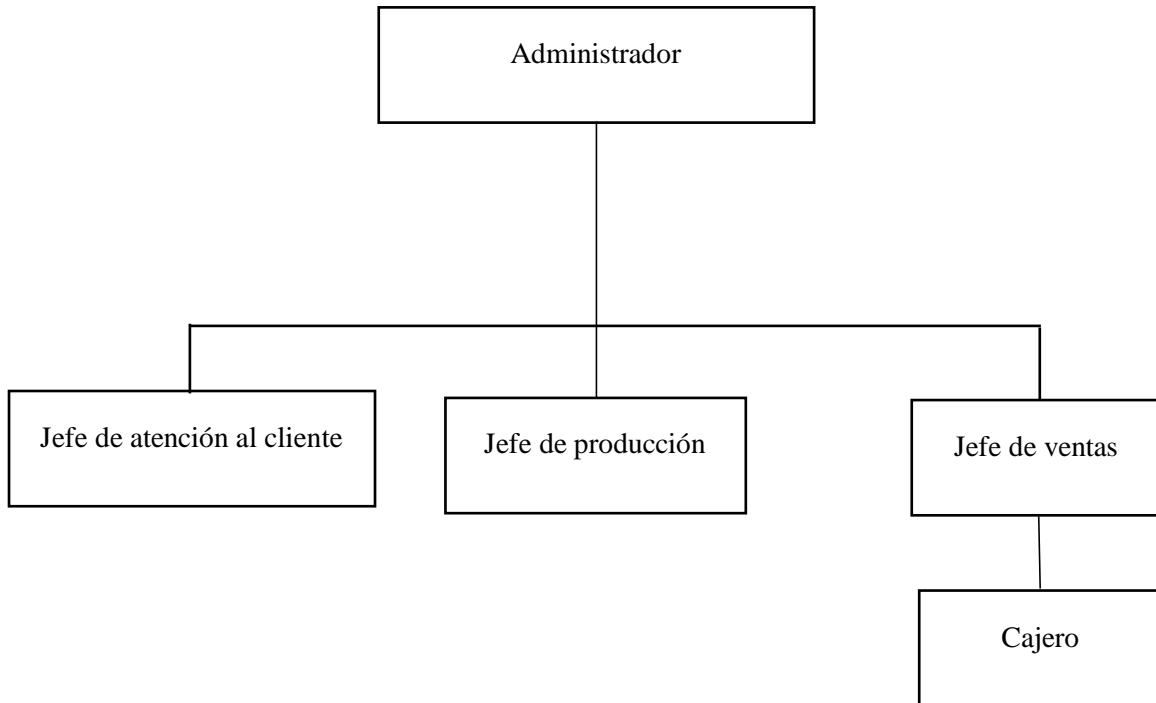 Administrador
Jefe de atención al cliente
Jefe de producción
Jefe de ventas
Cajero